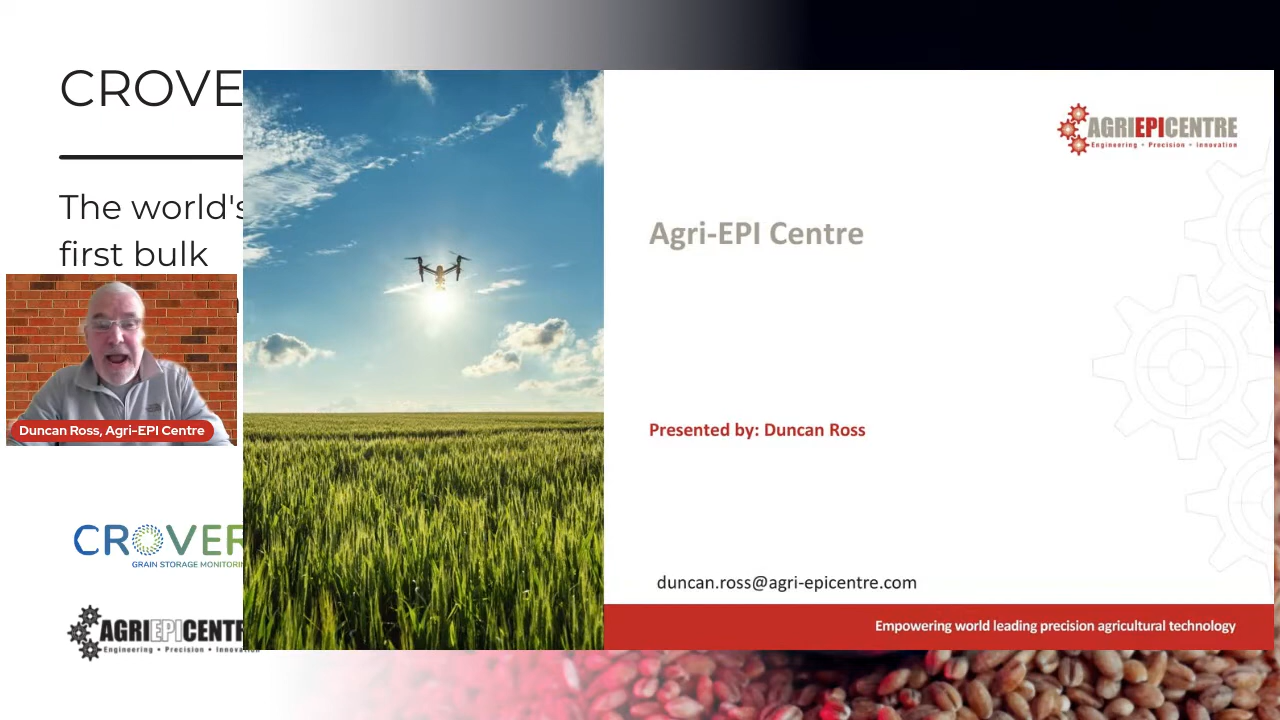 CROVE
The world's
first bulk
Duncan Ross, Agri-EPI Centre
CROVER
GRAIN STORAGE MONITORIN
AGRIEPICENTR
Engineering • Precision • Innovation
AGRIEPICENTRE
Engineering • Precision • Innovation
Agri-EPI Centre
Presented by: Duncan Ross
duncan.ross@agri-epicentre.com
Empowering world leading precision agricultural technology